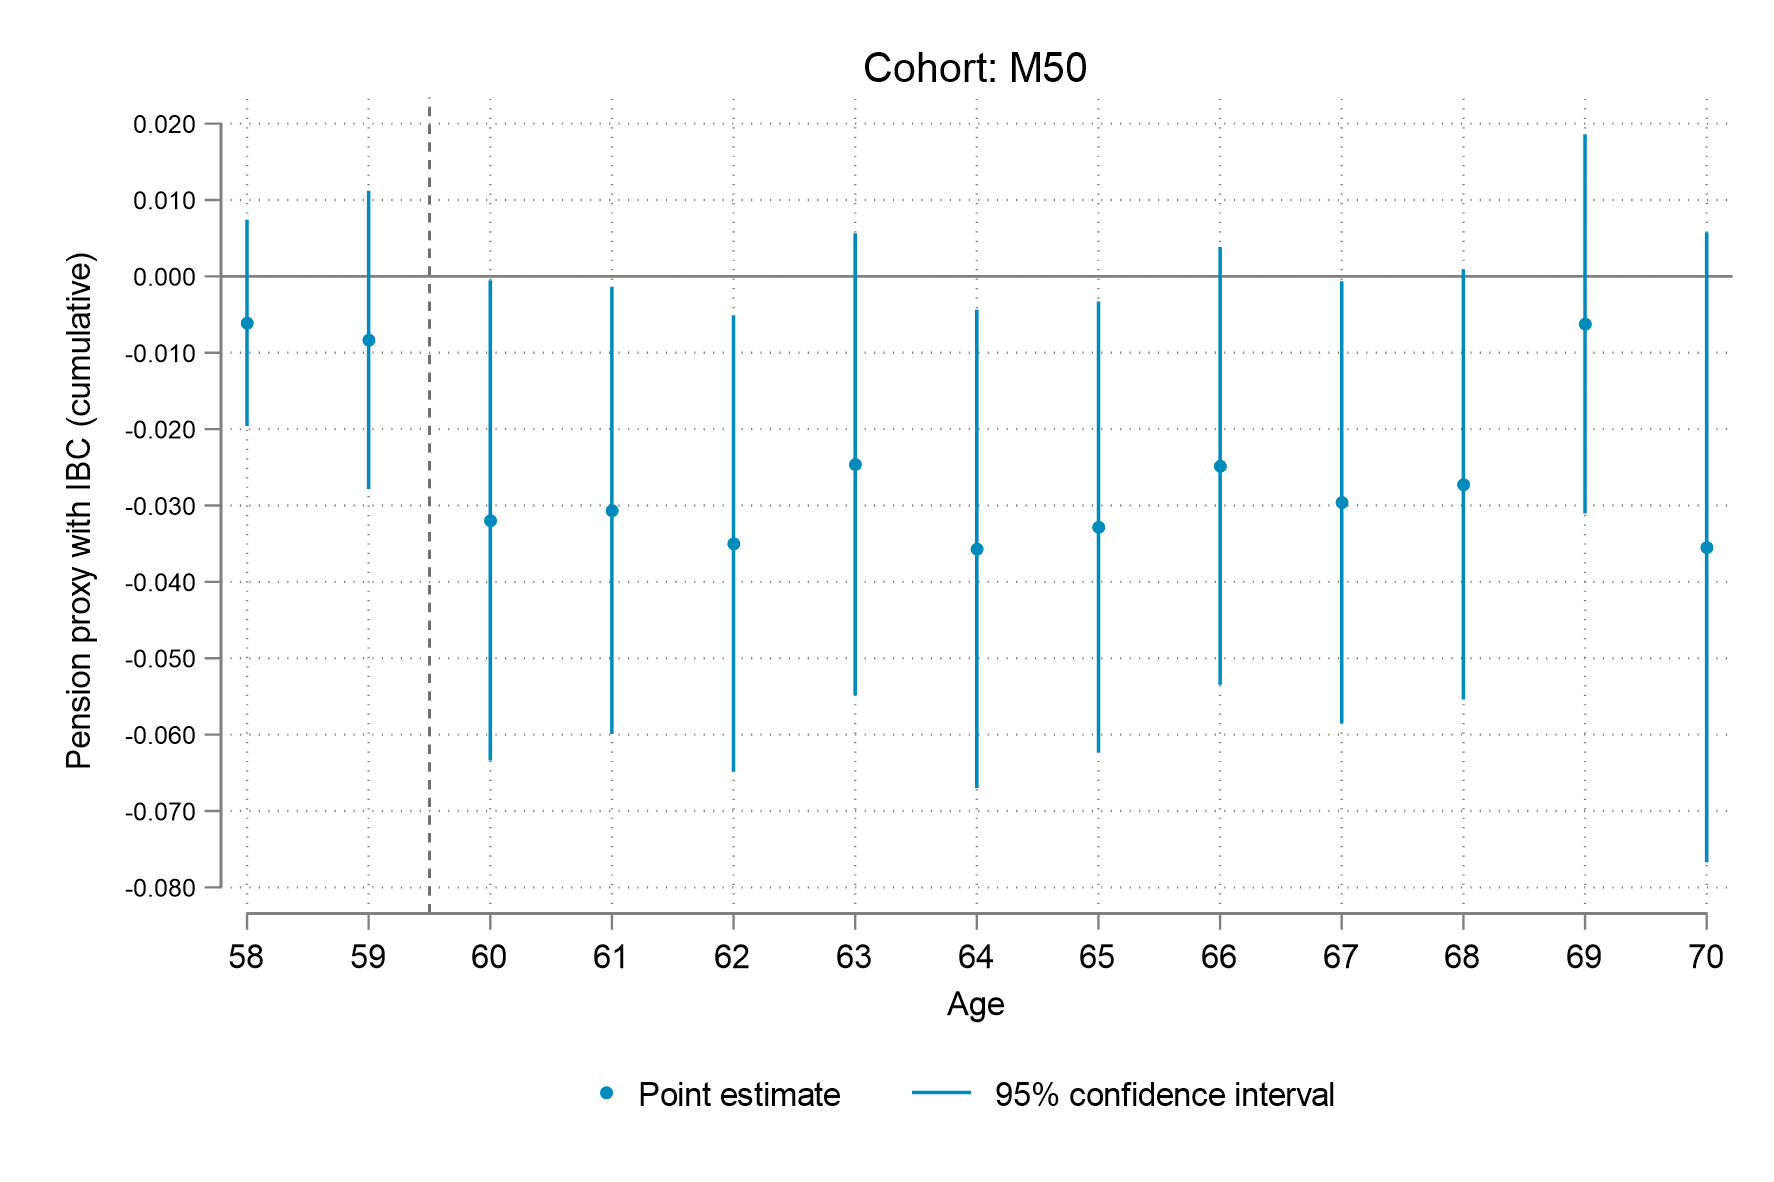 Cohort: M50
0.020
0.010
0.000
-0.010
-0.020
-0.030
-0.040
-0.050
-0.060
-0.070
-0.080
Pension proxy with IBC (cumulative)
58 59 60 61 62 63 64 65 66 67 68 69 70
Age
Point estimate 95% confidence interval